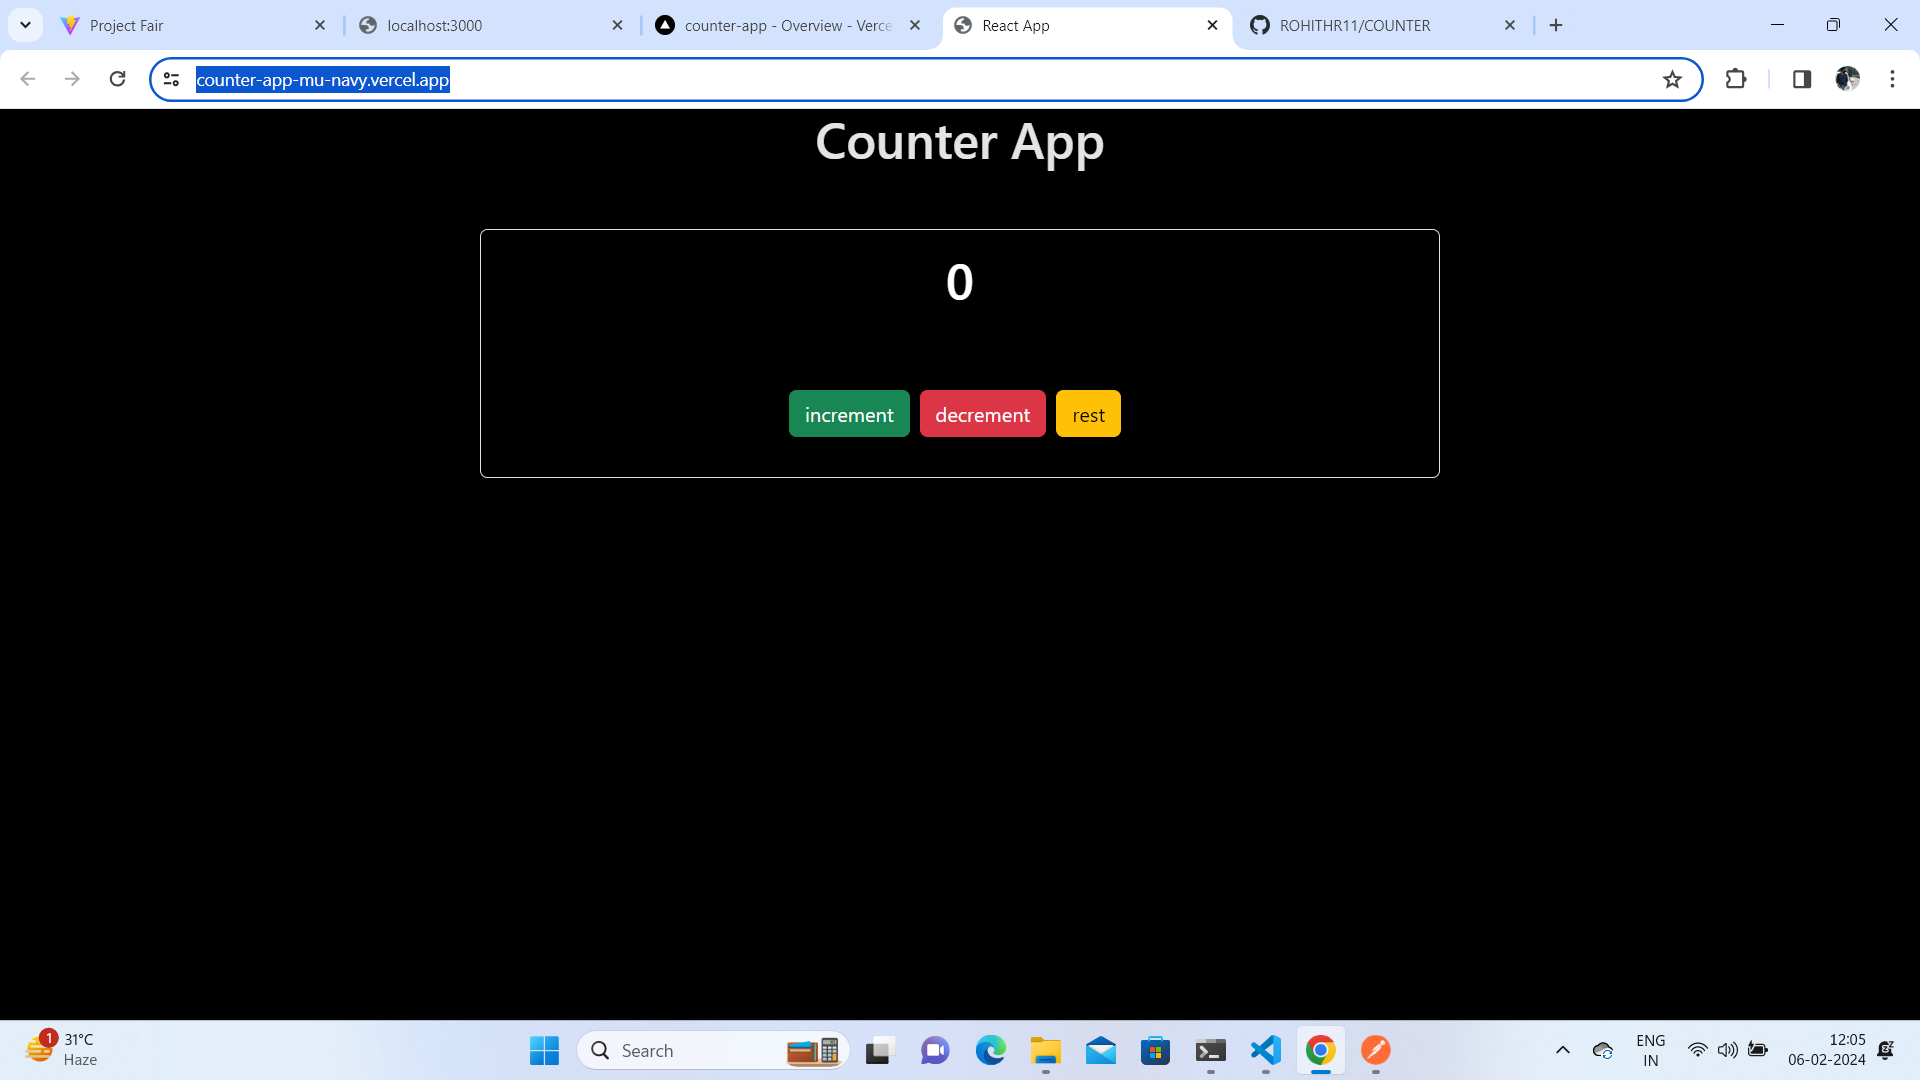 Project Fair
localhost:3000
counter-app - Overview - Verce
React App
ROHITHR11/COUNTER
counter-app-mu-navy.vercel.app
Counter App
0
increment decrement rest
1
31°C
Haze
Search
ENG
IN
12:05
06-02-2024